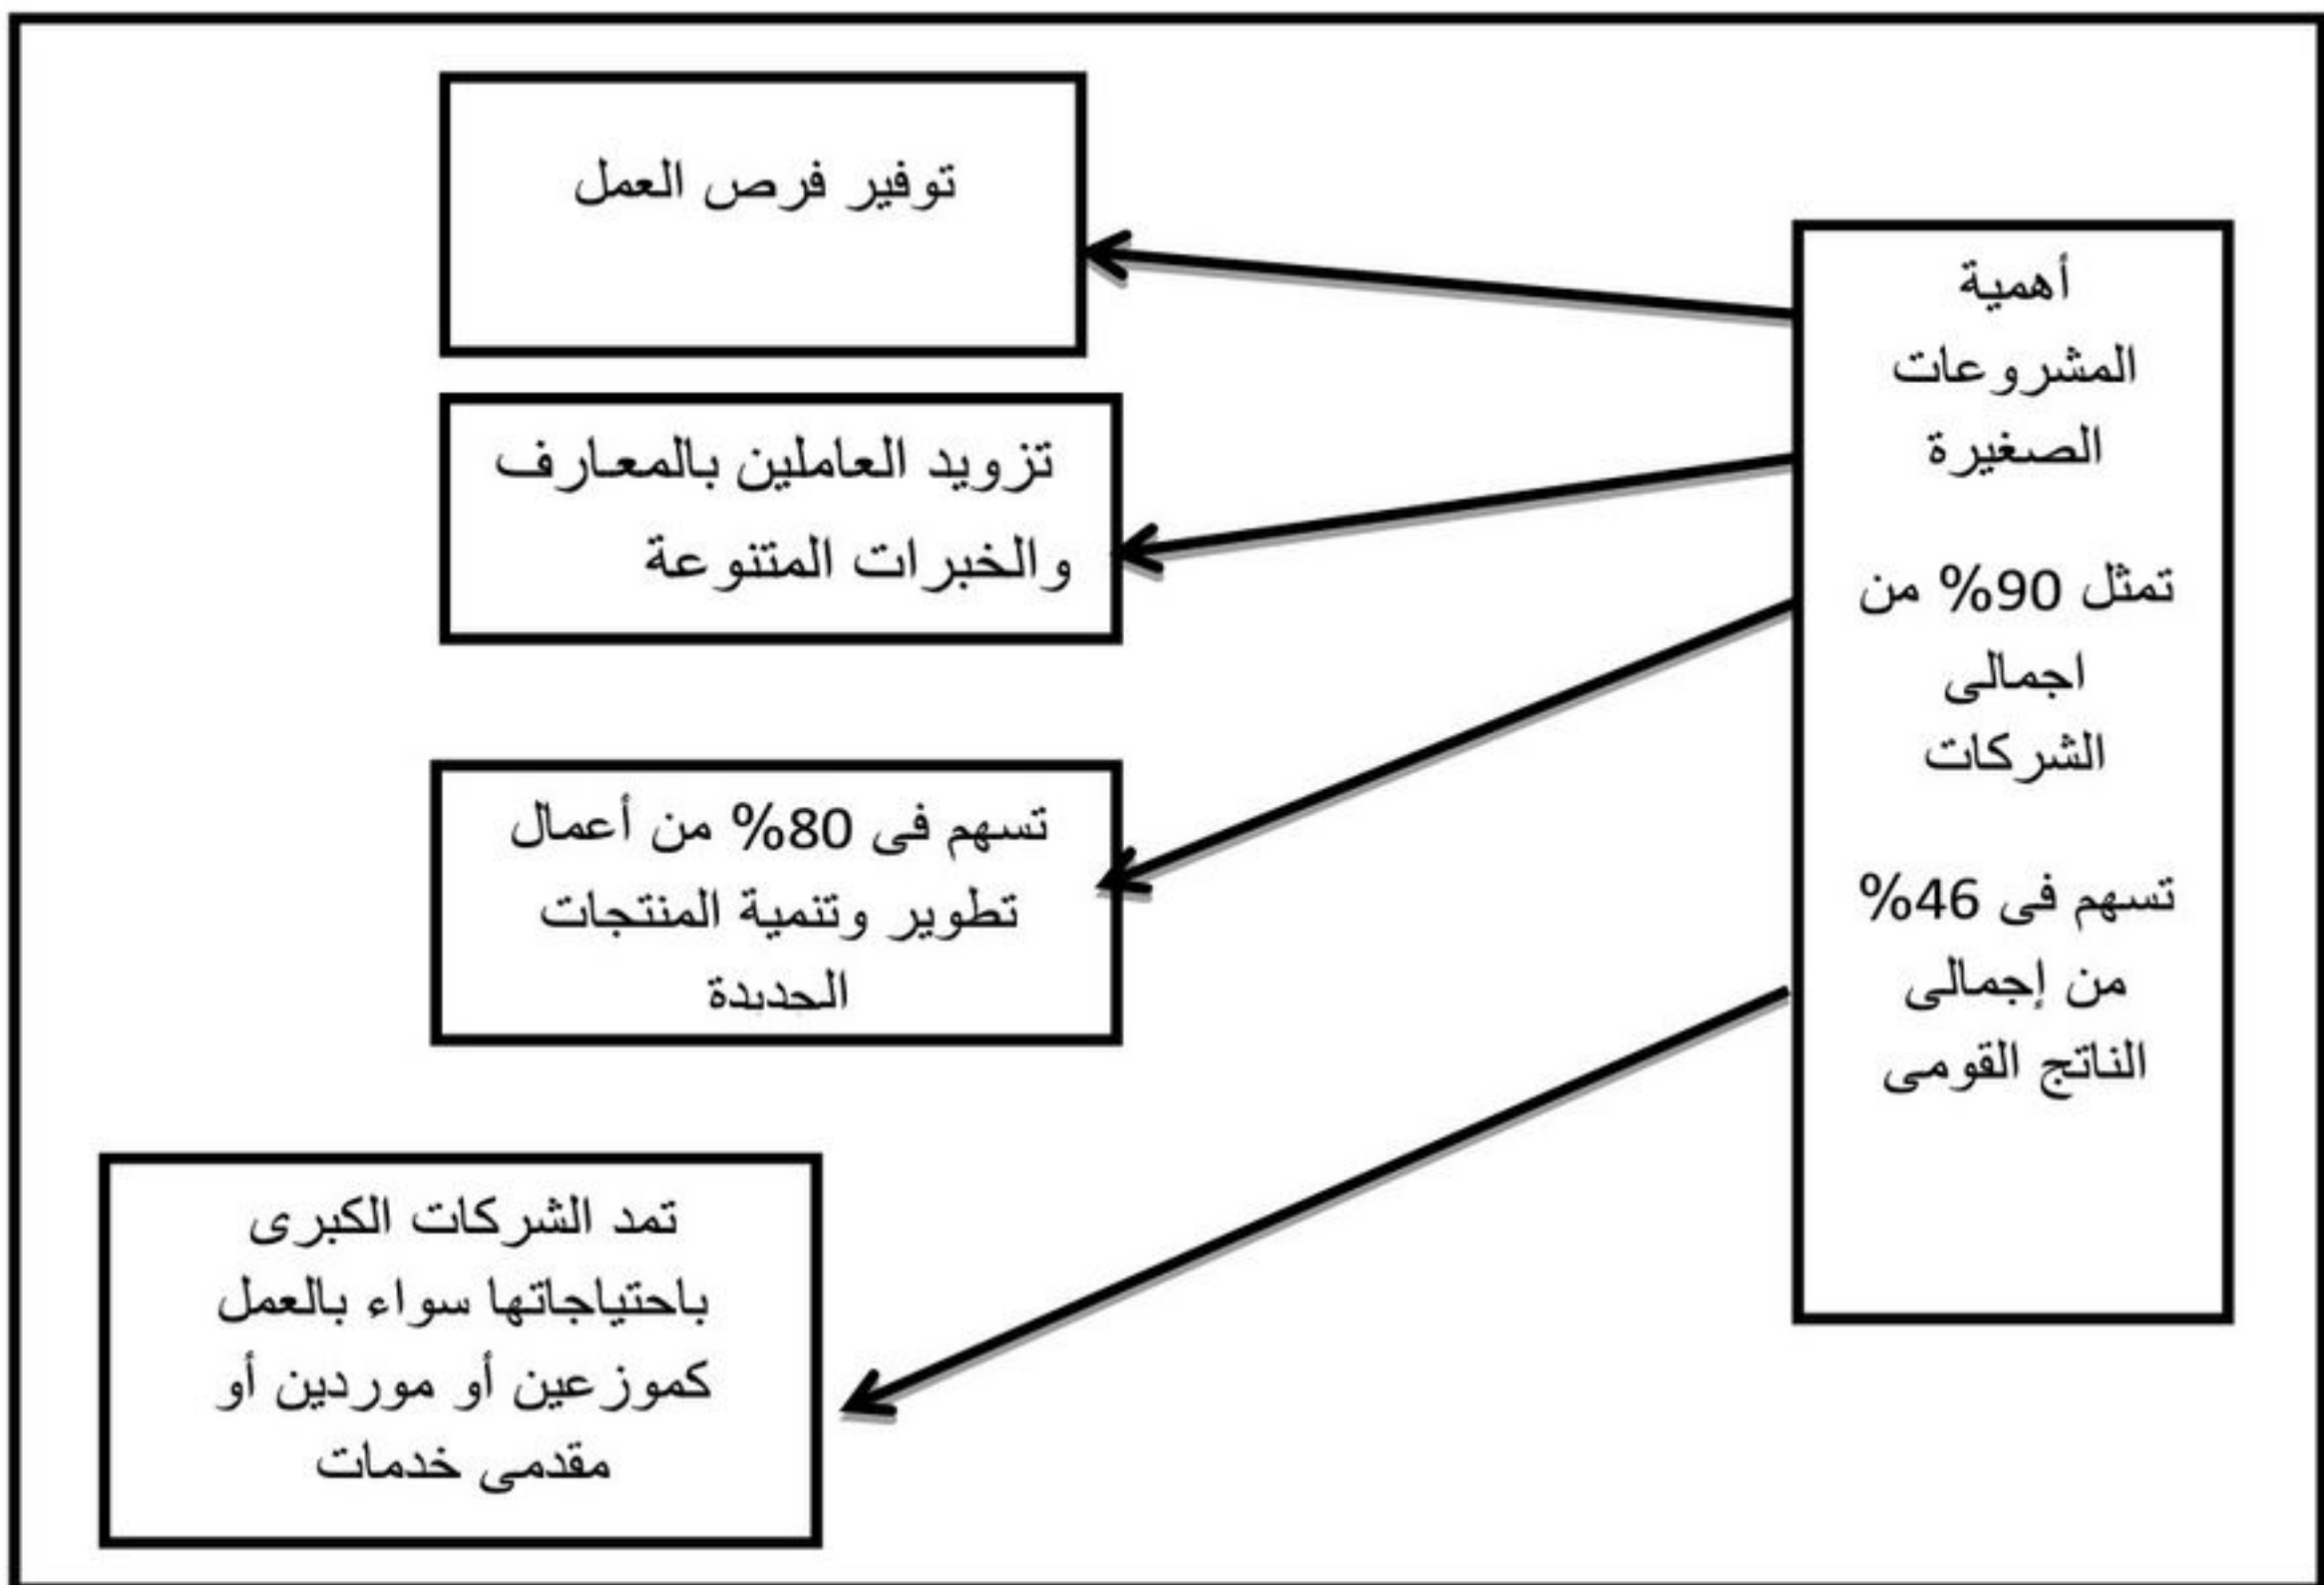 أهمية
المشروعات
الصغيرة
تمثل 90% من
اجمالى
الشركات
تسهم فى 46%
من إجمالى
الناتج القومى
توفير فرص العمل
تزويد العاملين بالمعارف
والخبرات المتنوعة
تسهم فى 80% من أعمال
تطوير وتنمية المنتجات
الجديدة
تمد الشركات الكبرى
باحتياجاتها سواء بالعمل
كموزعين أو موردين أو
مقدمى خدمات